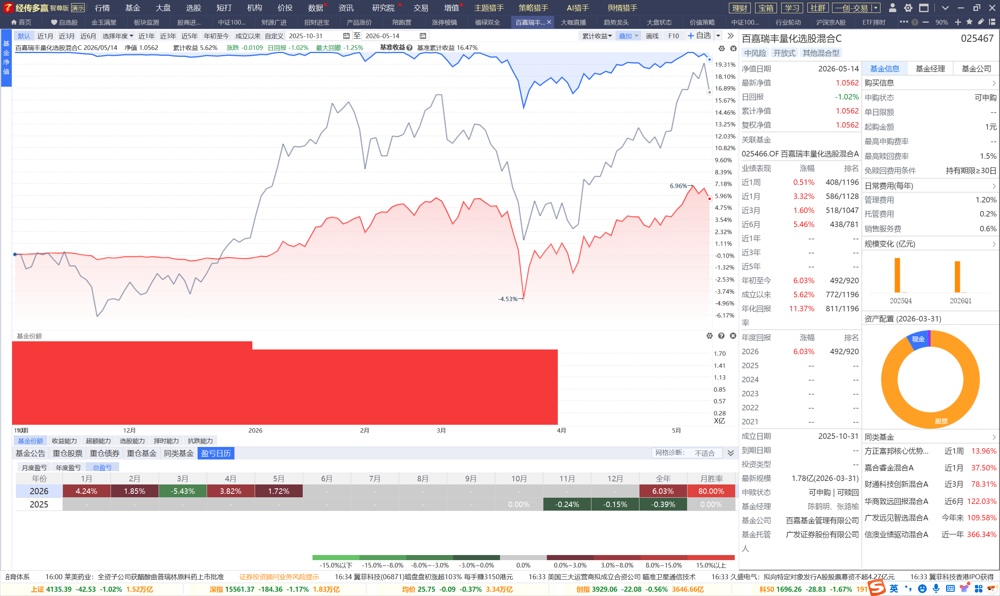 经传多赢 智尊版 演示 行情 基金 大盘 选股 短打 机构 价投 数据 资讯 研究院 交易 增值 主题猎手 策略猎手 AI猎手 舆情猎手 理财 宝箱 学习 社群 一创-交易
首页 自选股 金玉满堂 板块监测 股商进... 中证100... 财源广进 招财进宝 产品涨价 陪跑营 涨停棱镜 福禄双全 百嘉瑞丰... 大咖直播 趋势龙头 大盘状态 价值策略 中证100... 行业轮动 沪深京A股 ETF择时 90%
基金净值
默认 近1月 近3月 近6月 选择年度 近1年 近3年 近5年 年初至今 成立以来 自定义 2025-10-31 至 2026-05-14 累计收益 叠加 画线 F10 自选
百嘉瑞丰量化选股混合C 2026/05/14 净值 1.0562 累计收益 5.62% 涨跌 -0.0109 日回报 -1.02% 最大回撤 -1.25% 基准收益 基准累计收益 16.47%
19.31%
18.10%
16.89%
15.67%
14.46%
13.25%
12.03%
10.82%
9.60%
8.39%
7.18%
5.96%
4.75%
3.54%
2.32%
1.11%
-0.10%
-1.32%
-2.53%
-3.74%
-4.96%
-6.17%
6.96%
-4.53%
基金份额
1.70
1.41
1.13
0.85
0.57
0.28
X亿
12月 2026 2月 3月 4月 5月
基金份额 收益能力 超额能力 选股能力 择时能力 抗跌能力
基金公告 重仓股票 重仓债券 重仓基金 同类基金 盈亏日历 网格诊断: 不适合
月度盈亏 年度盈亏 总盈亏
年份 1月 2月 3月 4月 5月 6月 7月 8月 9月 10月 11月 12月 全年 月胜率
2026 4.24% 1.85% -5.43% 3.82% 1.72% - - - - - - - 6.03% 80.00%
2025 - - - - - - - - - 0.00% -0.24% -0.15% -0.39% 0.00%
-15.0%以下 -15.0%~-8.0% -8.0%~-3.0% -3.0%~0.0% 0.0% 0.0%~3.0% 3.0%~8.0% 8.0%~15.0% 15.0%以上
百嘉瑞丰量化选股混合C 025467
中风险 开放式 其他混合型
净值日期 2026-05-14
最新净值 1.0562
日回报 -1.02%
累计净值 1.0562
复权净值 1.0562
关联基金
025466.OF 百嘉瑞丰量化选股混合A
业绩表现 涨幅 排名
近1周 0.51% 408/1196
近1月 3.32% 586/1128
近3月 1.60% 518/1047
近6月 5.46% 438/781
近1年 -- --
近3年 -- --
近5年 -- --
年初至今 6.03% 492/920
成立以来 5.62% 772/1196
年化回报率 11.37% 811/1196
年度回报 涨幅 排名
2026 6.03% 492/920
2025 -- --
2024 -- --
2023 -- --
2022 -- --
2021 -- --
成立日期 2025-10-31
到期日期 --
投资类型 --
最新规模 1.78亿(2026-03-31)
申赎状态 可申购 | 可赎回
基金经理 陈鹤明、张路榆
基金公司 百嘉基金管理有限公司
基金托管人 广发证券股份有限公司
基金信息 基金经理 基金公司
购买信息
申购状态 可申购
单日限额 --
起购金额 1元
最高申购费率 --
最高赎回费率 1.5%
免赎回费用条件 持有期限≥30日
日常费用(每年)
管理费用 1.20%
托管费用 0.2%
销售服务费 0.6%
规模变化 (亿元)
2025Q4 2026Q1
资产配置 (2026-03-31)
现金
股票
同类基金
方正富邦核心优势... 近1周 13.96%
嘉合睿金混合A 近1月 37.50%
财通科技创新混合A 近3月 78.31%
华商致远回报混合A 近6月 122.03%
广发远见智选混合A 今年来 109.58%
信澳业绩驱动混合A 近一年 366.34%
培育体系 16:00 莱美药业：全资子公司获醋酸曲普瑞林原料药上市批准 证券投资顾问业务风险提示 16:34 翼菲科技(06871)暗盘盘初涨超103% 每手赚3150港元 16:33 美国三大运营商拟成立合资公司 瞄准卫星通信技术 16:33 久盛电气：拟向特定对象发行A股股票募资不超4.27亿元 16:33 翼菲科技香港IPO获得
上证 4135.39 -42.53 -1.02% 1.52万亿 深指 15561.37 -184.36 -1.17% 1.83万亿 均价 25.75 -0.09 -0.37% 3.34万亿 创指 3929.06 -22.08 -0.56% 3646.66亿 科50 1696.26 -28.83 -1.67% 191 英